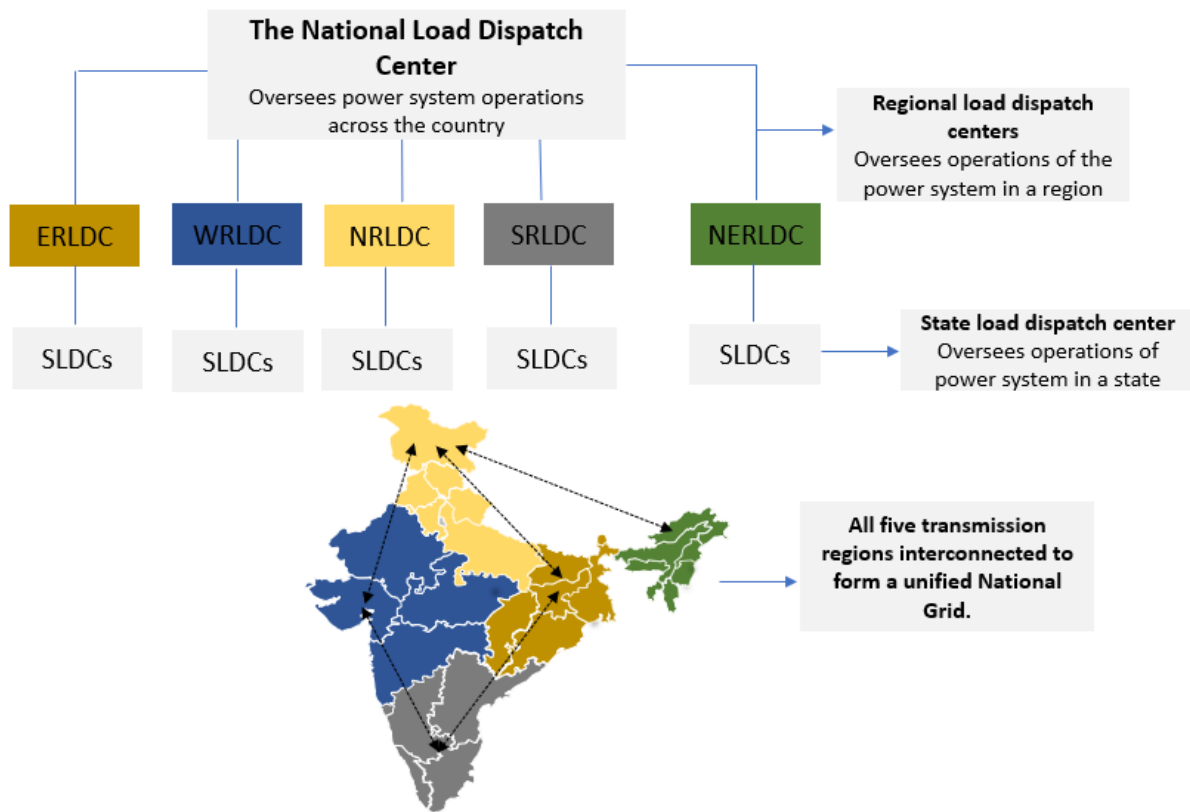 The National Load Dispatch
Center
Oversees power system operations
across the country
Regional load dispatch
centers
Oversees operations of the
power system in a region
ERLDC
WRLDC
NRLDC
SRLDC
NERLDC
SLDCs
SLDCs
SLDCs
SLDCs
SLDCs
State load dispatch center
Oversees operations of
power system in a state
All five transmission
regions interconnected to
form a unified National
Grid.